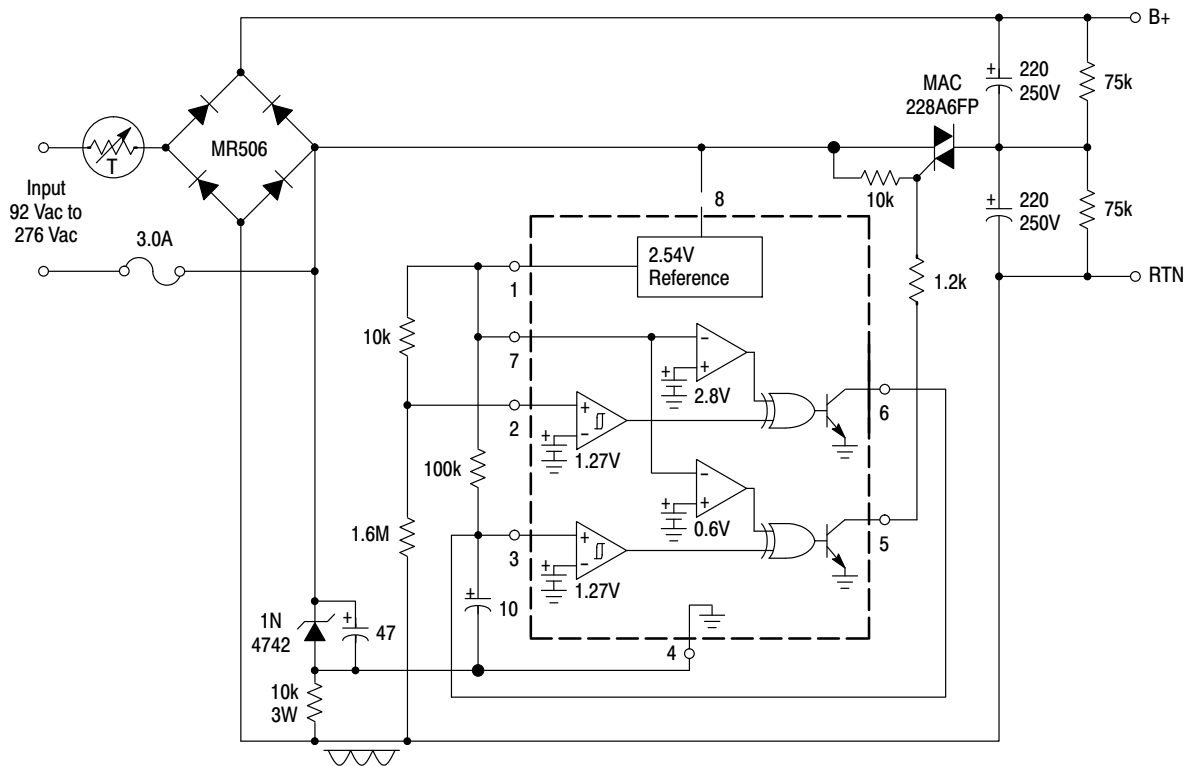 B+
MAC
228A6FP
+
220
250V
75k
MR506
T
Input
92 Vac to
276 Vac
3.0A
10k
8
+
220
250V
75k
2.54V
Reference
1
1.2k
RTN
10k
7
-
+
+
2.8V
6
2
+
-
+
1.27V
100k
-
+
+
0.6V
1.6M
3
+
-
+
1.27V
5
1N
4742
+
47
+
10
4
10k
3W